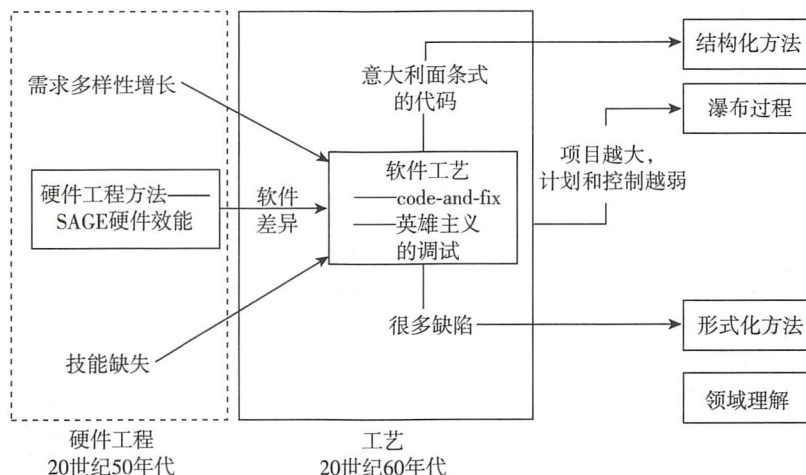 需求多样性增长
硬件工程方法——
SAGE硬件效能
技能缺失
硬件工程
20世纪50年代
软件
差异
意大利面条式
的代码
软件工艺
——code-and-fix
——英雄主义
的调试
很多缺陷
工艺
20世纪60年代
项目越大，
计划和控制越弱
结构化方法
瀑布过程
形式化方法
领域理解